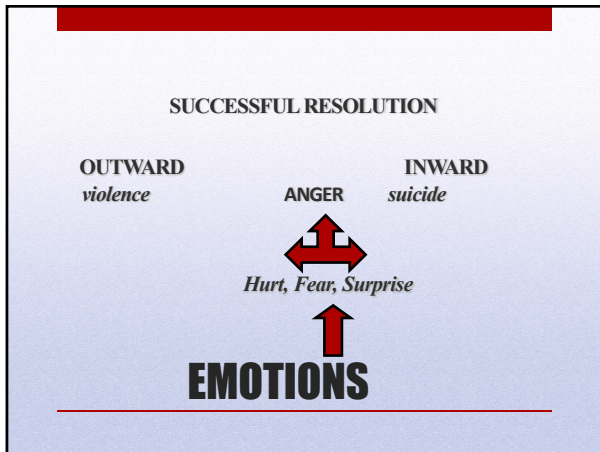 SUCCESSFUL RESOLUTION
OUTWARD INWARD
violence ANGER suicide
Hurt, Fear, Surprise
EMOTIONS